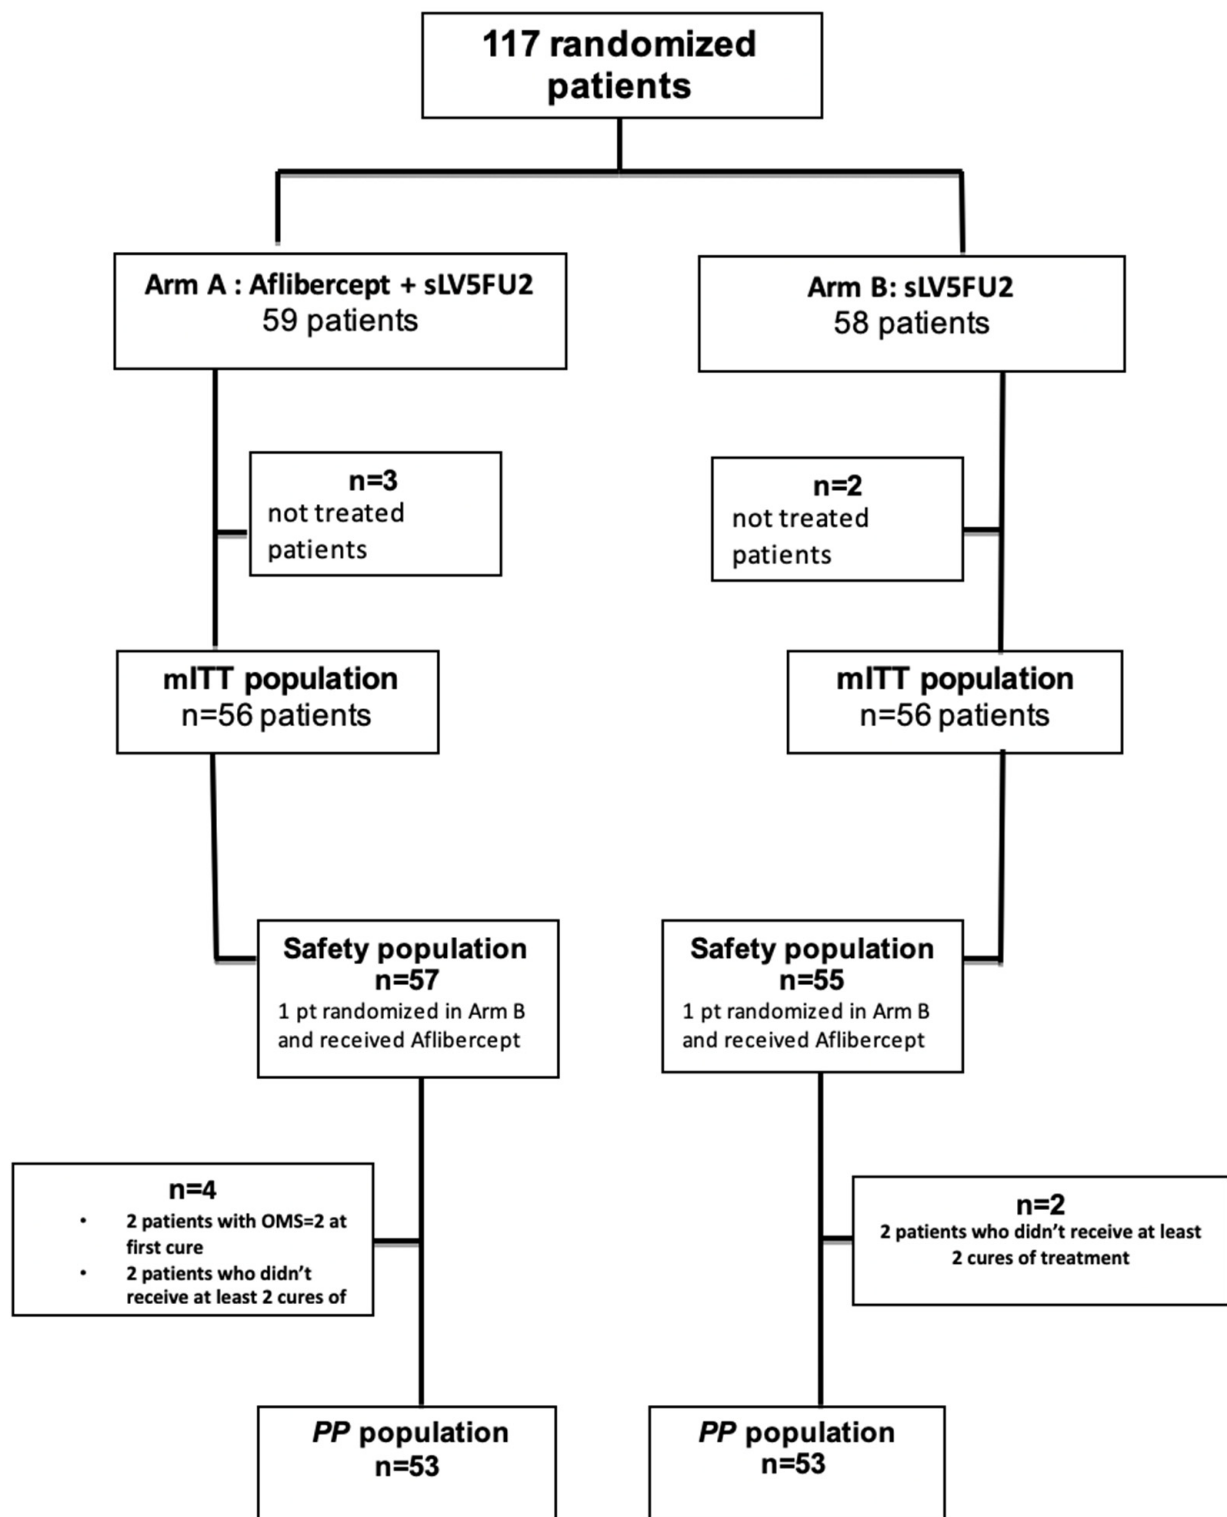 117 randomized
patients
Arm A : Aflibercept + sLV5FU2
59 patients
Arm B: sLV5FU2
58 patients
n=3
not treated
patients
n=2
not treated
patients
mITT population
n=56 patients
mITT population
n=56 patients
Safety population
n=57
1 pt randomized in Arm B
and received Aflibercept
Safety population
n=55
1 pt randomized in Arm B
and received Aflibercept
n=4
• 2 patients with OMS=2 at
first cure
• 2 patients who didn’t
receive at least 2 cures of
n=2
2 patients who didn’t receive at least
2 cures of treatment
PP population
n=53
PP population
n=53